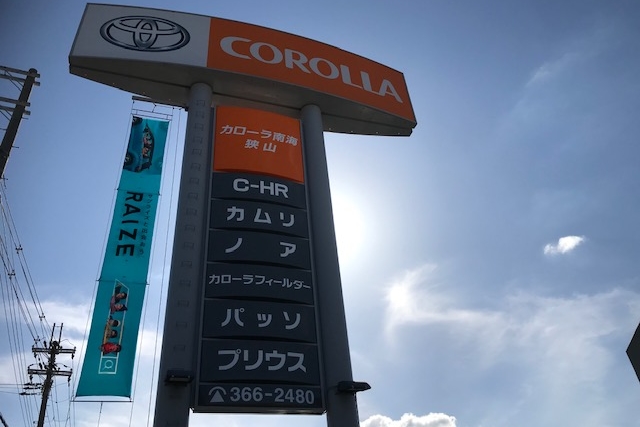 COROLLA
カローラ南海
狭山
C-HR
カムリ
ノア
カローラフィールダー
パッソ
プリウス
366-2480
RAIZE